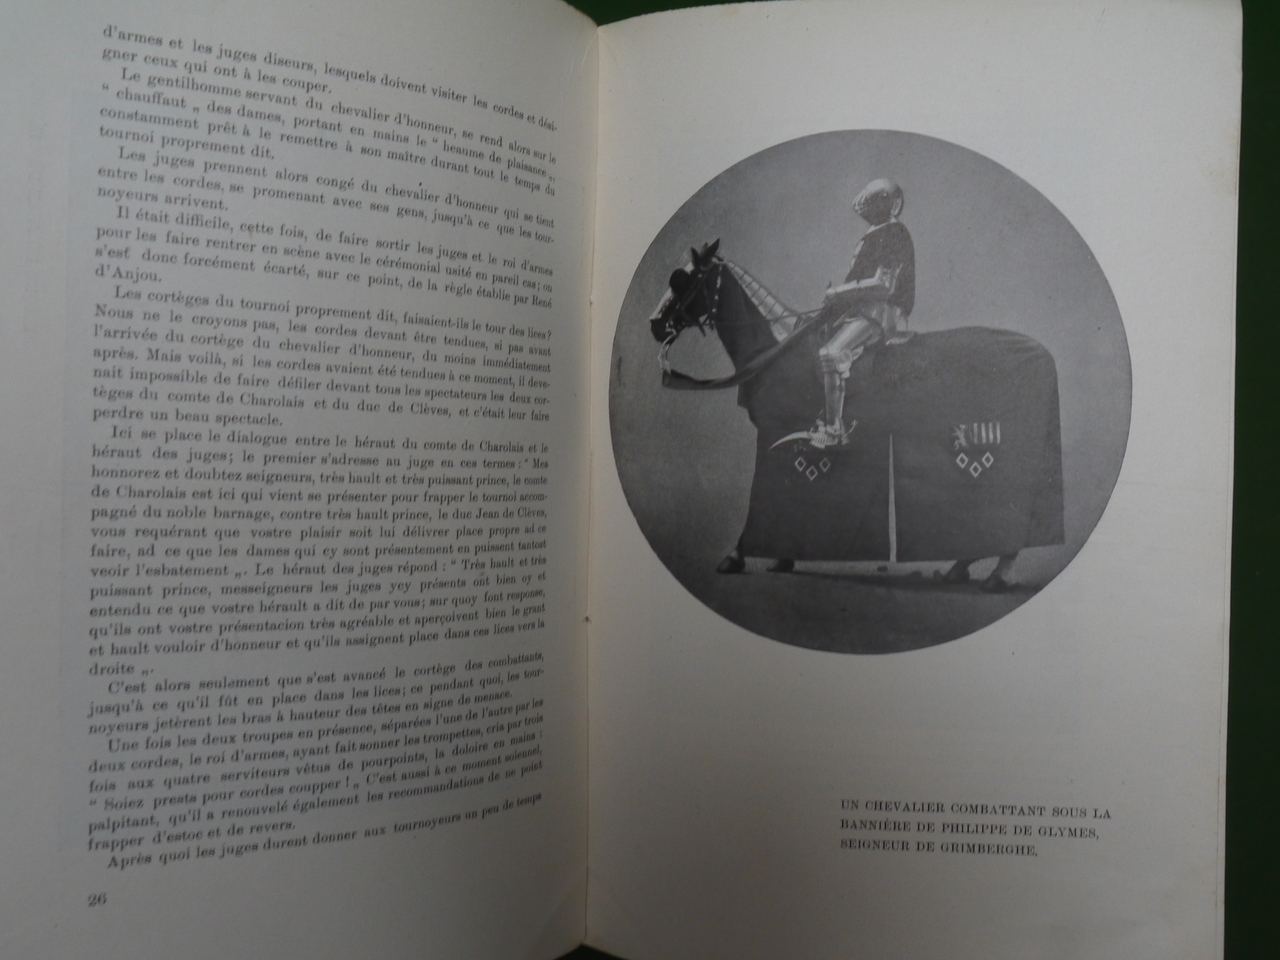 d'armes et les juges diseurs, lesquels doivent visiter les cordes et dési-
gner ceux qui ont à les couper.
Le gentilhomme servant du chevalier d'honneur, se rend alors sur le
“ chauffaut „ des dames, portant en mains le “ heaume de plaisance „,
constamment prêt à le remettre à son maître durant tout le temps du
tournoi proprement dit.
Les juges prennent alors congé du chevalier d'honneur qui se tient
entre les cordes, se promenant avec ses gens, jusqu'à ce que les tour-
noyeurs arrivent.
Il était difficile, cette fois, de faire sortir les juges et le roi d'armes
pour les faire rentrer en scène avec le cérémonial usité en pareil cas; on
s'est donc forcément écarté, sur ce point, de la règle établie par René
d'Anjou.
Les cortèges du tournoi proprement dit, faisaient-ils le tour des lices?
Nous ne le croyons pas, les cordes devant être tendues, si pas avant
l'arrivée du cortège du chevalier d'honneur, du moins immédiatement
après. Mais voilà, si les cordes avaient été tendues à ce moment, il deve-
nait impossible de faire défiler devant tous les spectateurs les deux cor-
tèges du comte de Charolais et du duc de Clèves, et c'était leur faire
perdre un beau spectacle.
Ici se place le dialogue entre le héraut du comte de Charolais et le
héraut des juges; le premier s'adresse au juge en ces termes : “ Mes
honnorez et doubtez seigneurs, très hault et très puissant prince, le comte
de Charolais est ici qui vient se présenter pour frapper le tournoi accom-
pagné du noble barnage, contre très hault prince, le duc Jean de Clèves,
vous requérant que vostre plaisir soit lui délivrer place propre ad ce
faire, ad ce que les dames qui cy sont présentement en puissent tantost
veoir l'esbatement „. Le héraut des juges répond : “ Très hault et très
puissant prince, messeigneurs les juges ycy présents ont bien oy et
entendu ce que vostre hérault a dit de par vous; sur quoy font response,
qu'ils ont vostre présentacion très agréable et aperçoivent bien le grant
et hault vouloir d'honneur et qu'ils assignent place dans ces lices vers la
droite „.
C'est alors seulement que s'est avancé le cortège des combattants,
jusqu'à ce qu'il fût en place dans les lices; ce pendant quoi, les tour-
noyeurs jetèrent les bras à hauteur des têtes en signe de menace.
Une fois les deux troupes en présence, séparées l'une de l'autre par les
deux cordes, le roi d'armes, ayant fait sonner les trompettes, cria par trois
fois aux quatre serviteurs vêtus de pourpoints, la doloire en mains :
“ Soiez prests pour cordes coupper ! „ C'est aussi à ce moment solennel,
palpitant, qu'il a renouvelé également les recommandations de ne point
frapper d'estoc et de revers.
Après quoi les juges durent donner aux tournoyeurs un peu de temps
26
UN CHEVALIER COMBATTANT SOUS LA
BANNIÈRE DE PHILIPPE DE GLYMES,
SEIGNEUR DE GRIMBERGHE.